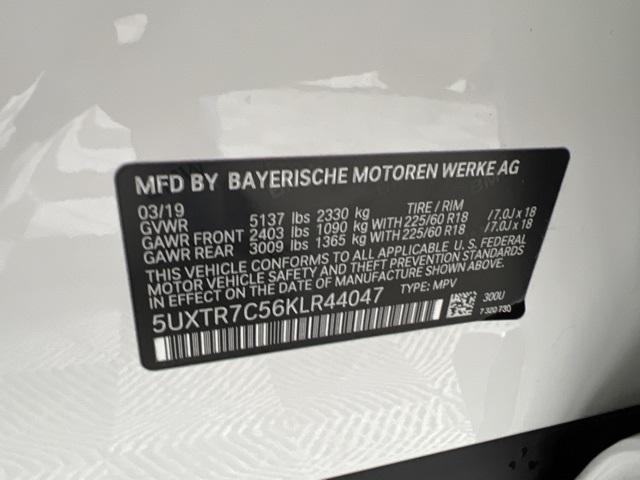 MFD BY BAYERISCHE MOTOREN WERKE AG
03/19 TIRE / RIM
GVWR 5137 lbs 2330 kg
GAWR FRONT 2403 lbs 1090 kg WITH 225/60 R18 /7.0J x 18
GAWR REAR 3009 lbs 1365 kg WITH 225/60 R18 /7.0J x 18
THIS VEHICLE CONFORMS TO ALL APPLICABLE U.S. FEDERAL
MOTOR VEHICLE SAFETY AND THEFT PREVENTION STANDARDS
IN EFFECT ON THE DATE OF MANUFACTURE SHOWN ABOVE.
5UXTR7C56KLR44047 TYPE: MPV
300U
7 320 730